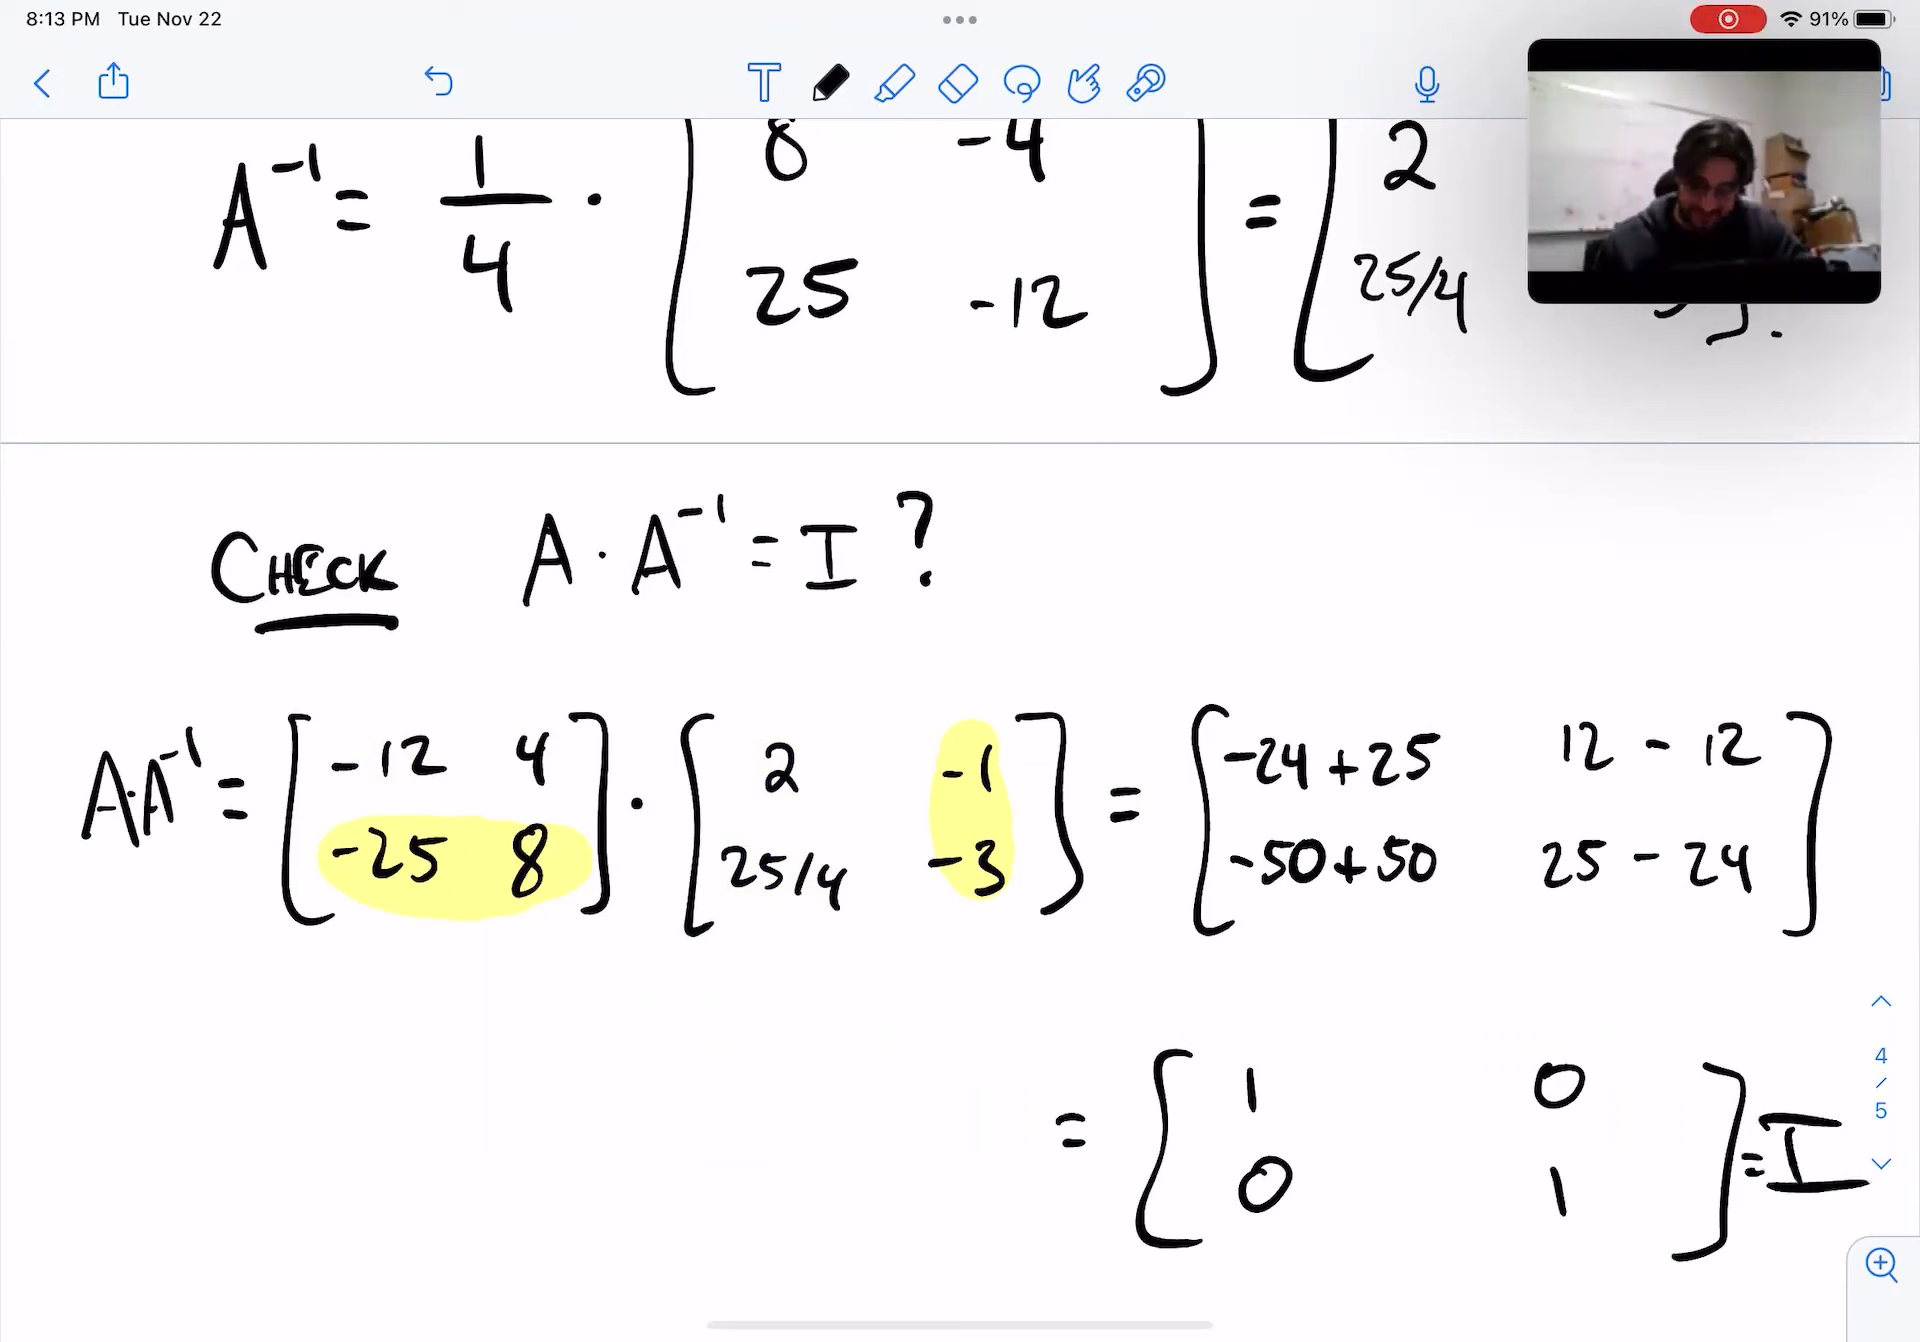 8:13 PM Tue Nov 22
91%
A⁻¹ = 1/4 · [ 8 -4 ; 25 -12 ] = [ 2 ; 25/4
CHECK A · A⁻¹ = I ?
A·A⁻¹ = [ -12 4 ; -25 8 ] · [ 2 -1 ; 25/4 -3 ] = [ -24+25 12 - 12 ; -50+50 25 - 24 ]
= [ 1 0 ; 0 1 ] = I
4 / 5